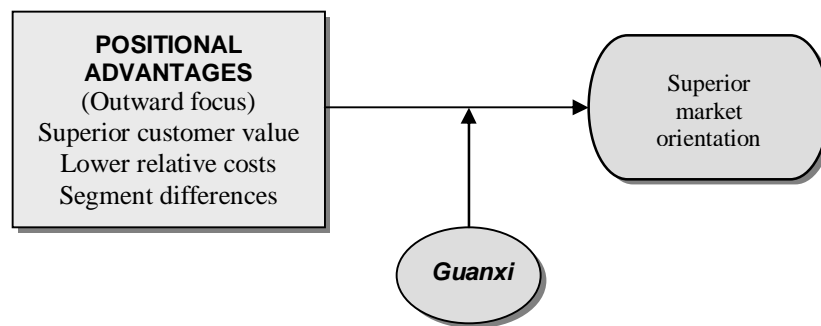 POSITIONAL
ADVANTAGES
(Outward focus)
Superior customer value
Lower relative costs
Segment differences
Superior
market
orientation
Guanxi